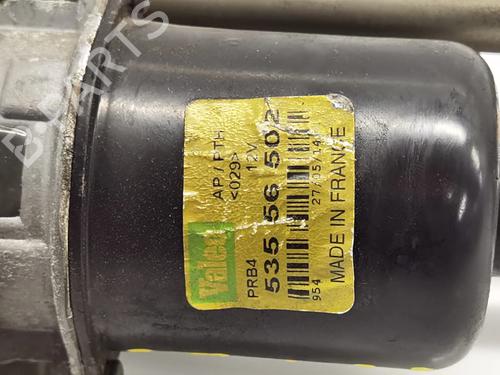 Valeo
AP / PTH
<029>
12V
PRB4
535 56 502
954
27/05/14
MADE IN FRANCE
B-PARTS